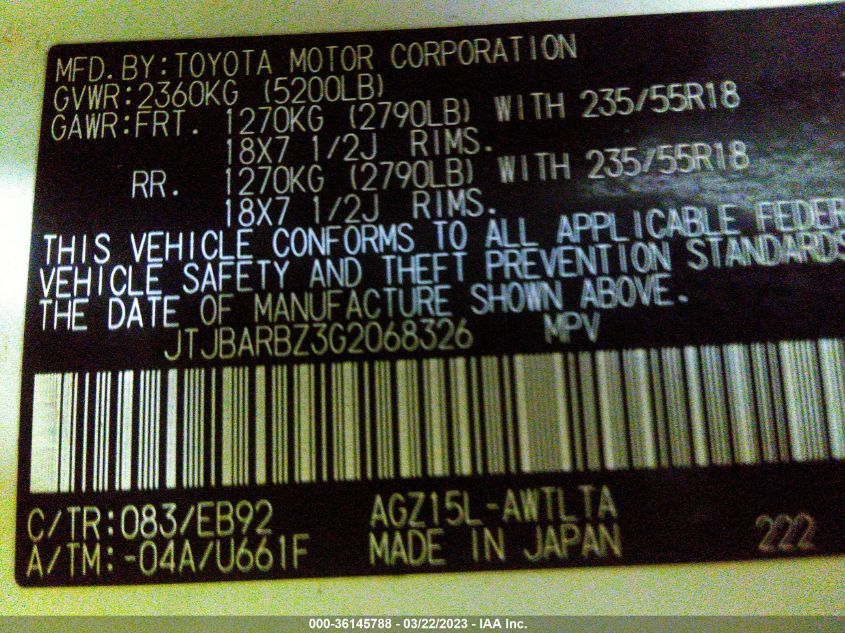 MFD. BY: TOYOTA MOTOR CORPORATION
GVWR: 2360KG (5200LB)
GAWR: FRT. 1270KG (2790LB) WITH 235/55R18
18X7 1/2J RIMS.
RR. 1270KG (2790LB) WITH 235/55R18
18X7 1/2J RIMS.
THIS VEHICLE CONFORMS TO ALL APPLICABLE FEDER
VEHICLE SAFETY AND THEFT PREVENTION STANDARDS
THE DATE OF MANUFACTURE SHOWN ABOVE.
JTJBARBZ3G2068326 MPV
C/TR: 083/EB92 AGZ15L-AWTLTA
A/TM: -04A/U661F MADE IN JAPAN 222
000-36145788 - 03/22/2023 - IAA Inc.